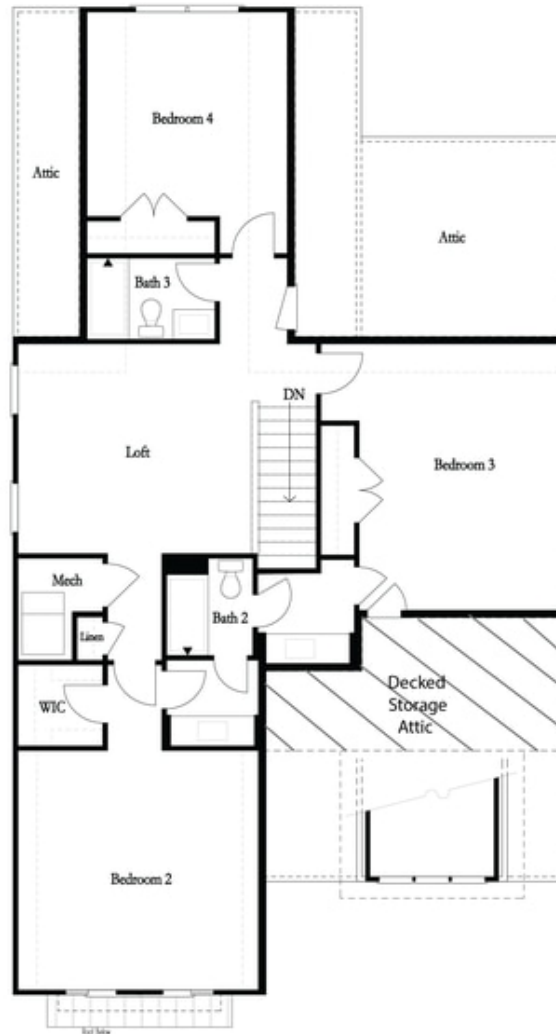 Bedroom 4
Attic
Attic
Bath 3
DN
Loft
Bedroom 3
Mech
Bath 2
Linen
WIC
Decked
Storage
Attic
Bedroom 2